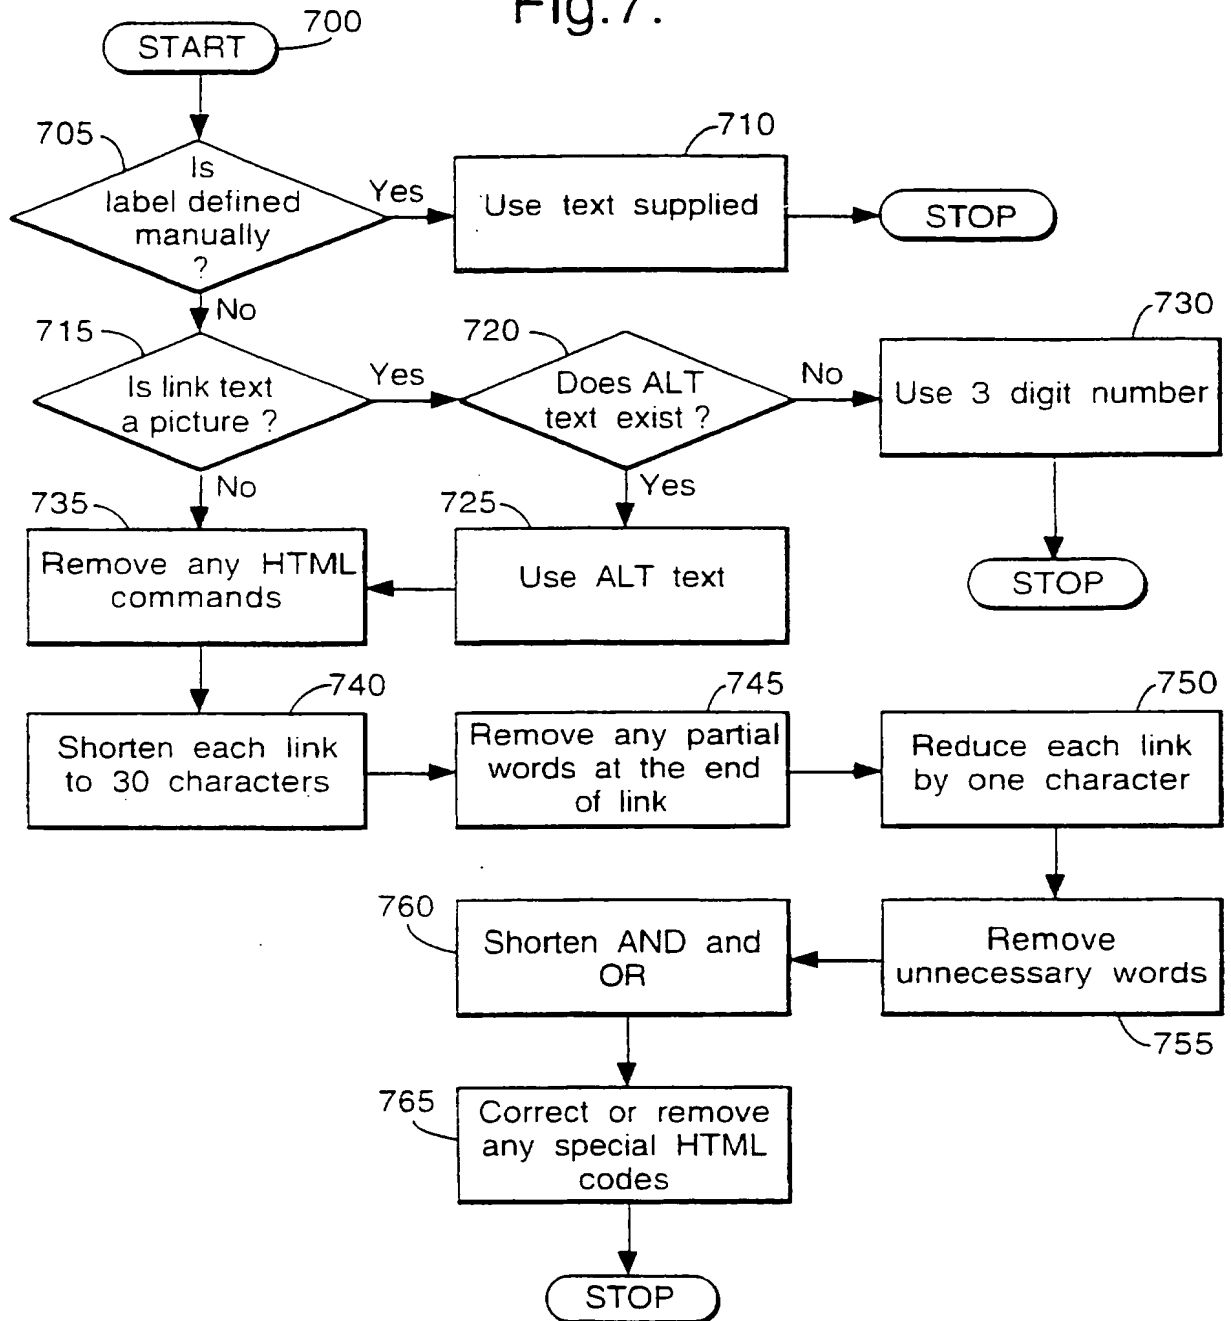 Fig.7.
START
700
705
Is
label defined
manually
?
Yes
710
Use text supplied
STOP
No
715
Is link text
a picture ?
Yes
720
Does ALT
text exist ?
No
730
Use 3 digit number
STOP
No
Yes
735
Remove any HTML
commands
725
Use ALT text
740
Shorten each link
to 30 characters
745
Remove any partial
words at the end
of link
750
Reduce each link
by one character
755
Remove
unnecessary words
760
Shorten AND and
OR
765
Correct or remove
any special HTML
codes
STOP